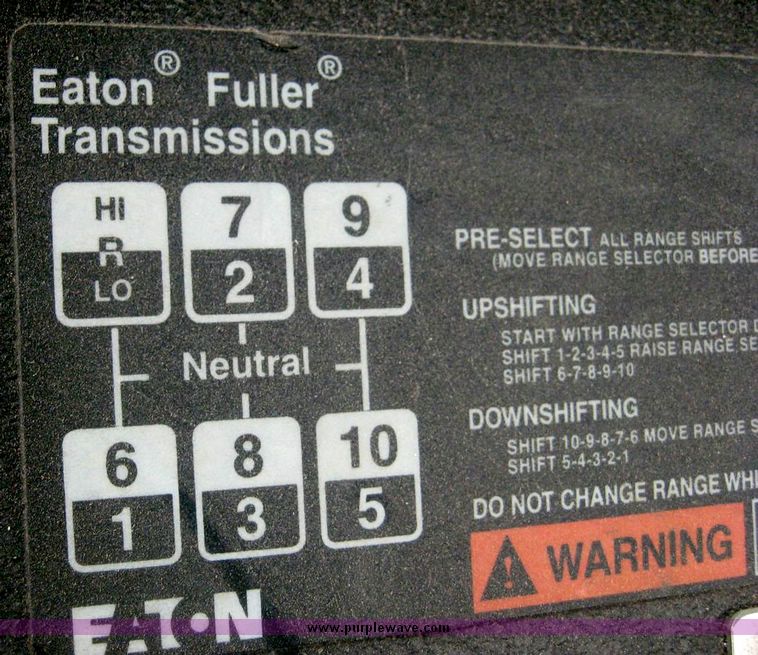 Eaton® Fuller®
Transmissions
HI
R
LO
7
2
9
4
Neutral
6
1
8
3
10
5
EATON
PRE-SELECT ALL RANGE SHIFTS
(MOVE RANGE SELECTOR BEFORE
UPSHIFTING
START WITH RANGE SELECTOR
SHIFT 1-2-3-4-5 RAISE RANGE
SHIFT 6-7-8-9-10
DOWNSHIFTING
SHIFT 10-9-8-7-6 MOVE RANGE
SHIFT 5-4-3-2-1
DO NOT CHANGE RANGE
WARNING
www.purplewave.com